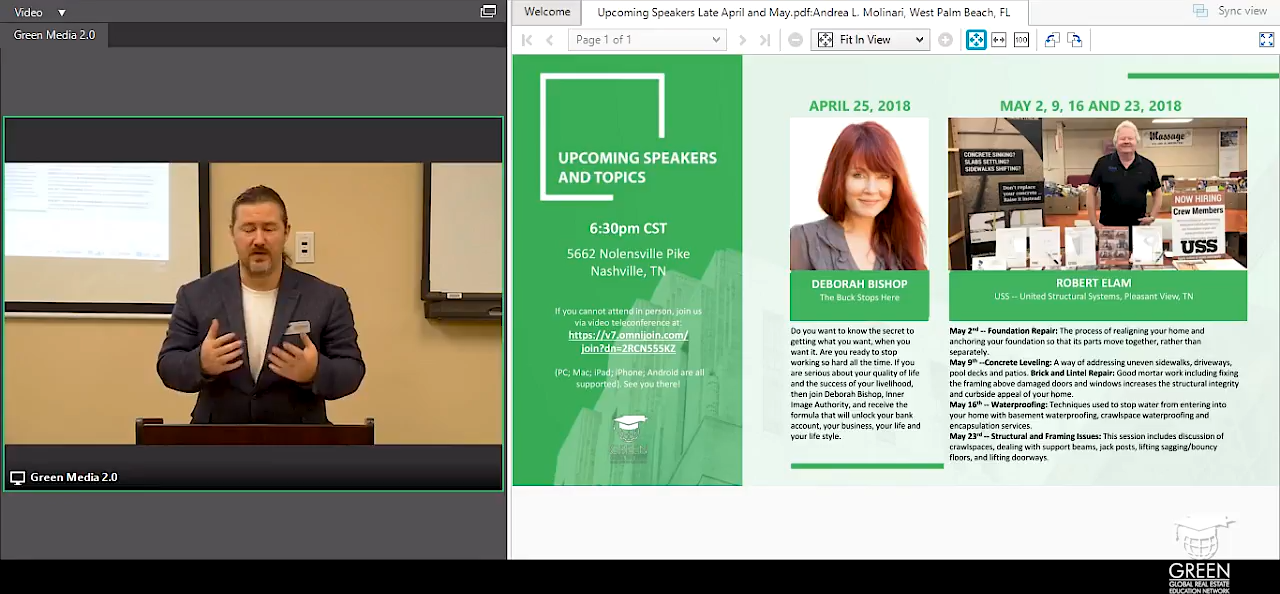 Video
Green Media 2.0
Green Media 2.0
Welcome
Upcoming Speakers Late April and May.pdf:Andrea L. Molinari, West Palm Beach, FL
Sync view
Page 1 of 1
Fit In View
100
UPCOMING SPEAKERS
AND TOPICS
6:30pm CST
5662 Nolensville Pike
Nashville, TN
If you cannot attend in person, join us
via video teleconference at:
https://v7.omnijoin.com/
join?dn=2RCN555KZ
(PC; Mac; iPad; iPhone; Android are all
supported). See you there!
APRIL 25, 2018
DEBORAH BISHOP
The Buck Stops Here
Do you want to know the secret to
getting what you want, when you
want it. Are you ready to stop
working so hard all the time. If you
are serious about your quality of life
and the success of your livelihood,
then join Deborah Bishop, Inner
Image Authority, and receive the
formula that will unlock your bank
account, your business, your life and
your life style.
MAY 2, 9, 16 AND 23, 2018
CONCRETE SINKING?
SLABS SETTLING?
SIDEWALKS SHIFTING?
Don't replace
your concrete...
Raise it instead!
Massage
NOW HIRING
Crew Members
USS
ROBERT ELAM
USS -- United Structural Systems, Pleasant View, TN
May 2nd -- Foundation Repair: The process of realigning your home and
anchoring your foundation so that its parts move together, rather than
separately.
May 9th --Concrete Leveling: A way of addressing uneven sidewalks, driveways,
pool decks and patios. Brick and Lintel Repair: Good mortar work including fixing
the framing above damaged doors and windows increases the structural integrity
and curbside appeal of your home.
May 16th -- Waterproofing: Techniques used to stop water from entering into
your home with basement waterproofing, crawlspace waterproofing and
encapsulation services.
May 23rd -- Structural and Framing Issues: This session includes discussion of
crawlspaces, dealing with support beams, jack posts, lifting sagging/bouncy
floors, and lifting doorways.
GREEN
GLOBAL REAL ESTATE
EDUCATION NETWORK